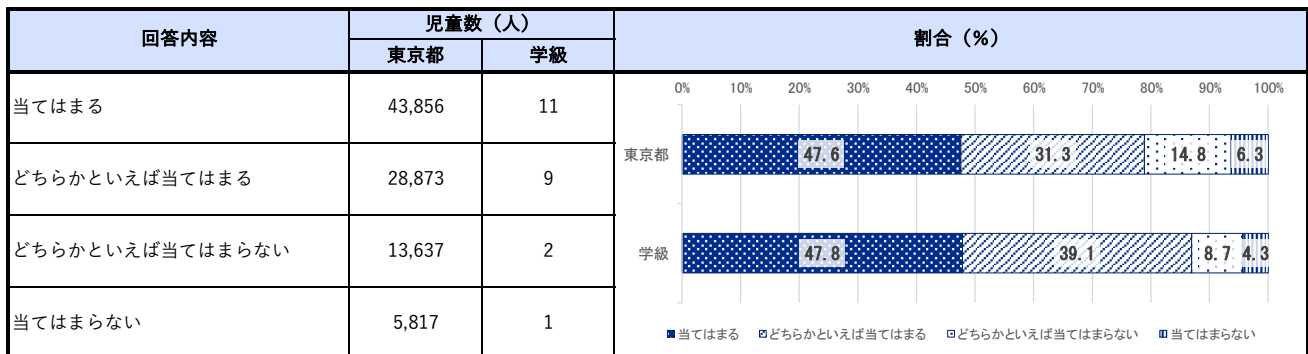 回答内容 児童数（人） 割合（％）
東京都 学級
当てはまる 43,856 11
どちらかといえば当てはまる 28,873 9
どちらかといえば当てはまらない 13,637 2
当てはまらない 5,817 1
0% 10% 20% 30% 40% 50% 60% 70% 80% 90% 100%
東京都 47.6 31.3 14.8 6.3
学級 47.8 39.1 8.7 4.3
当てはまる どちらかといえば当てはまる どちらかといえば当てはまらない 当てはまらない